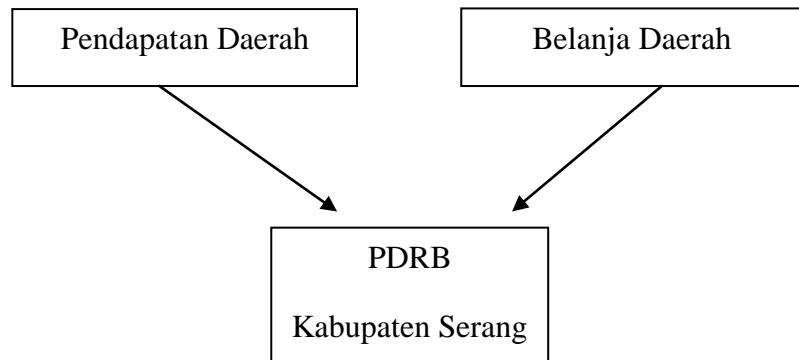 Pendapatan Daerah
Belanja Daerah
PDRB
Kabupaten Serang